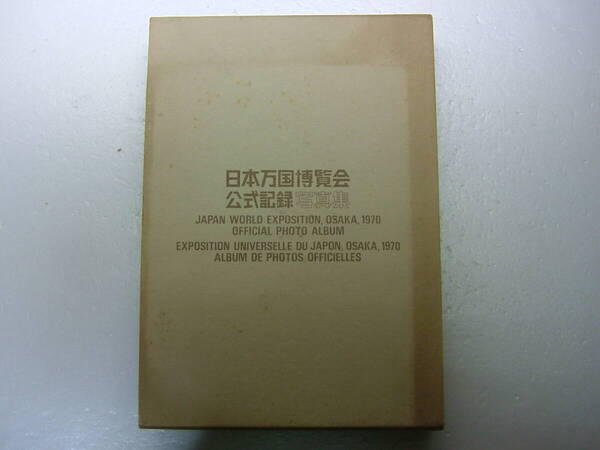 日本万国博覧会
公式記録写真集
JAPAN WORLD EXPOSITION, OSAKA, 1970
OFFICIAL PHOTO ALBUM
EXPOSITION UNIVERSELLE DU JAPON, OSAKA, 1970
ALBUM DE PHOTOS OFFICIELLES